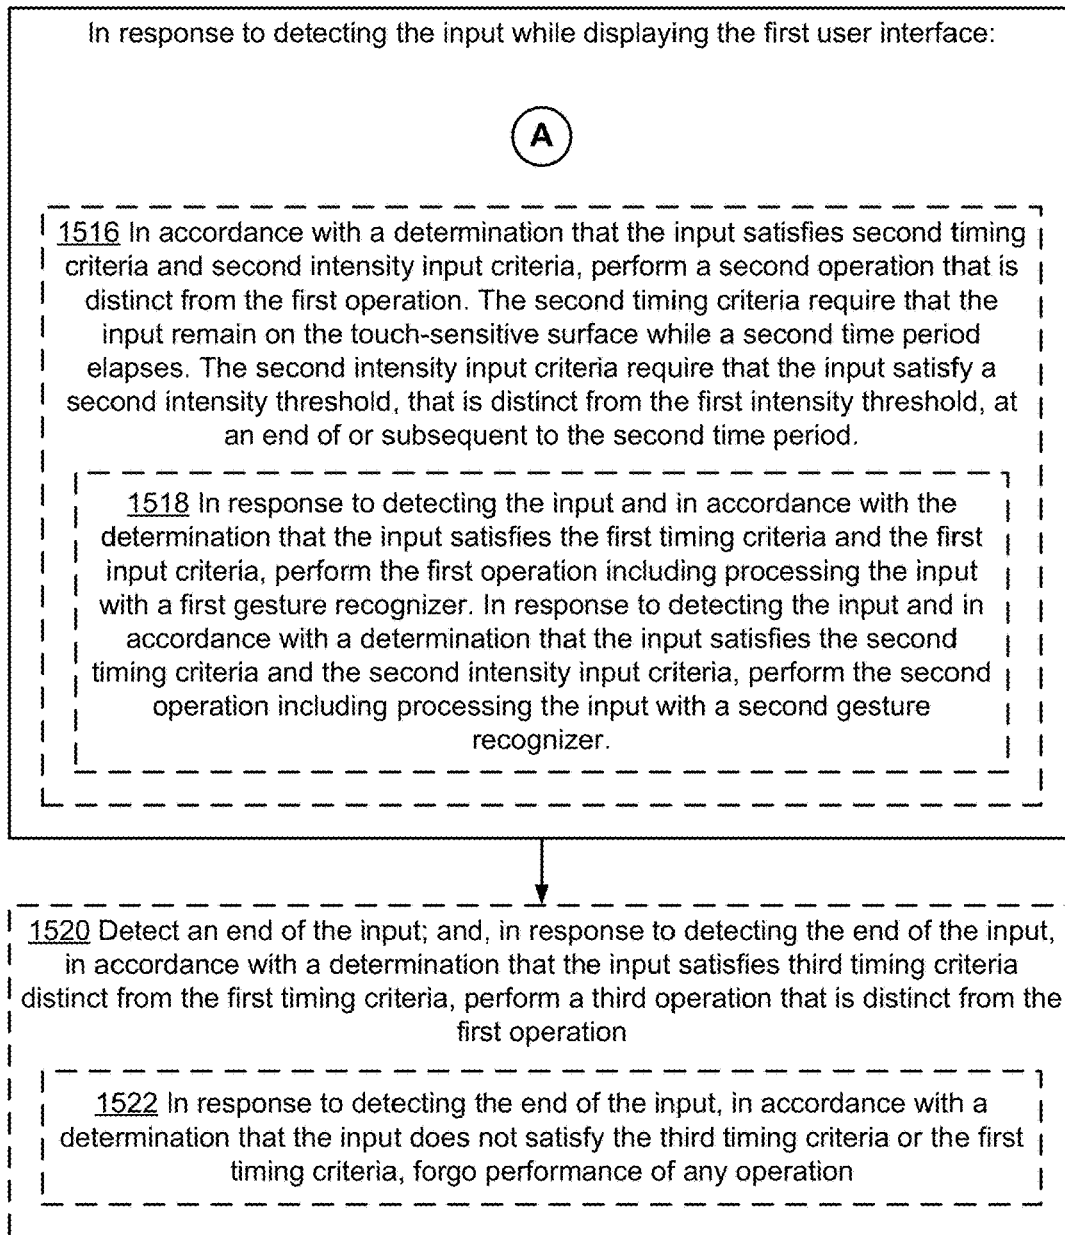 In response to detecting the input while displaying the first user interface:
A
1516 In accordance with a determination that the input satisfies second timing
criteria and second intensity input criteria, perform a second operation that is
distinct from the first operation. The second timing criteria require that the
input remain on the touch-sensitive surface while a second time period
elapses. The second intensity input criteria require that the input satisfy a
second intensity threshold, that is distinct from the first intensity threshold, at
an end of or subsequent to the second time period.
1518 In response to detecting the input and in accordance with the
determination that the input satisfies the first timing criteria and the first
input criteria, perform the first operation including processing the input
with a first gesture recognizer. In response to detecting the input and in
accordance with a determination that the input satisfies the second
timing criteria and the second intensity input criteria, perform the second
operation including processing the input with a second gesture
recognizer.
1520 Detect an end of the input; and, in response to detecting the end of the input,
in accordance with a determination that the input satisfies third timing criteria
distinct from the first timing criteria, perform a third operation that is distinct from the
first operation
1522 In response to detecting the end of the input, in accordance with a
determination that the input does not satisfy the third timing criteria or the first
timing criteria, forgo performance of any operation